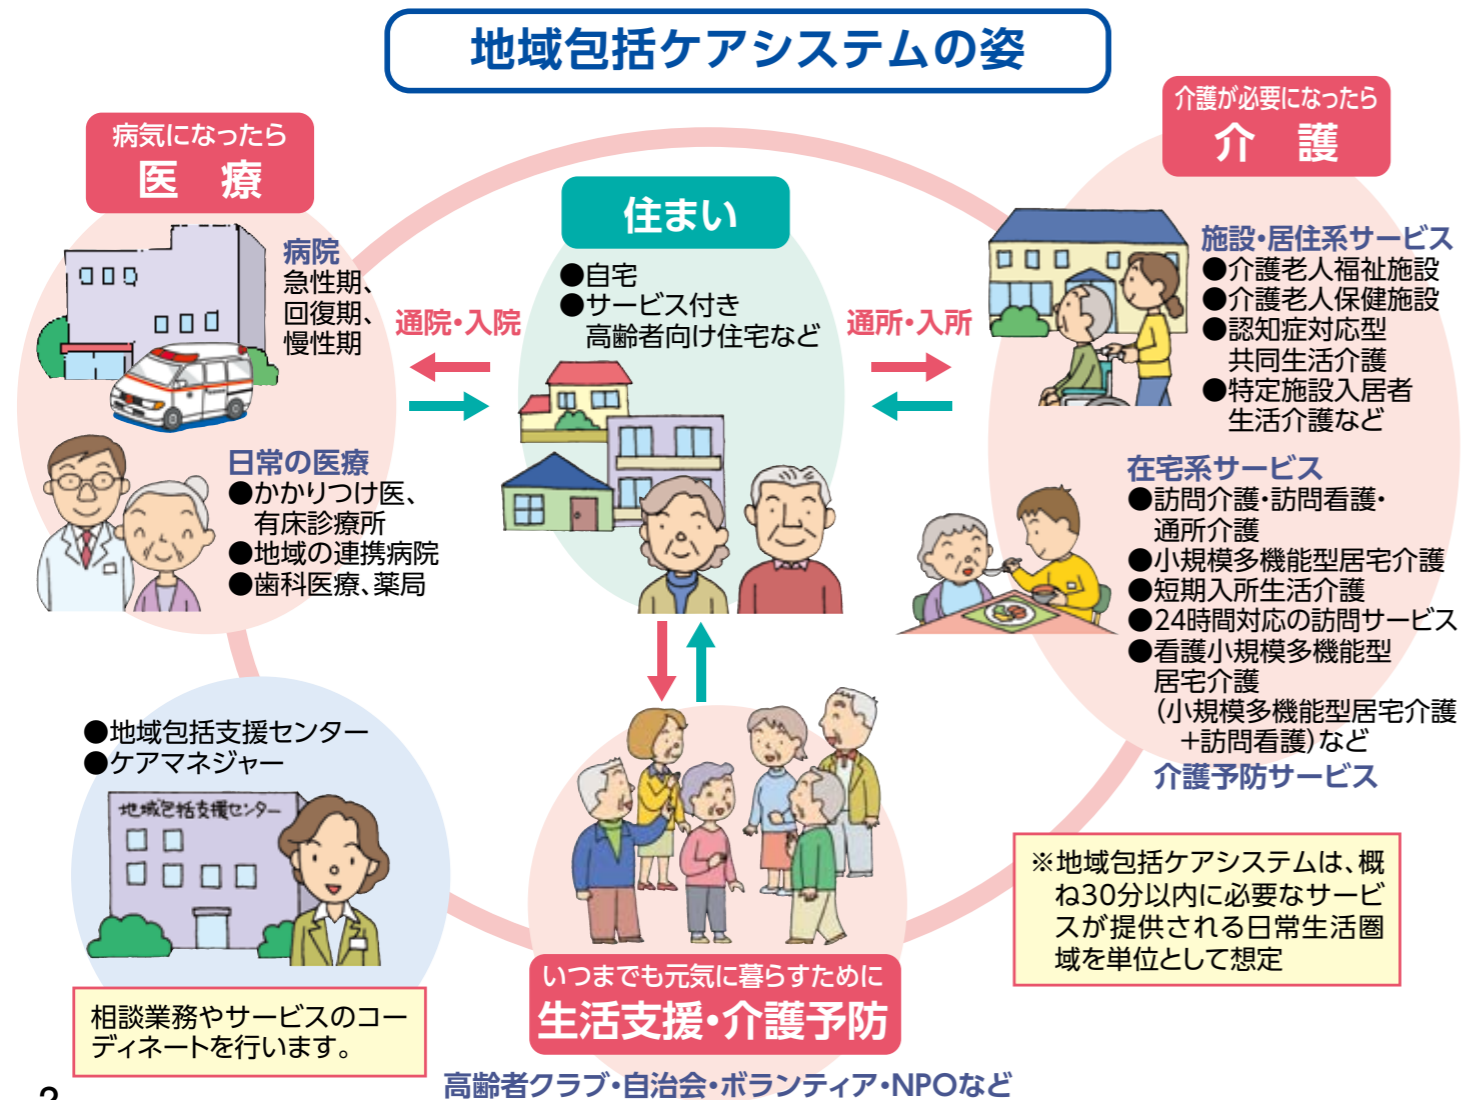 地域包括ケアシステムの姿
病気になったら
医　療
病院
急性期、
回復期、
慢性期
日常の医療
●かかりつけ医、
有床診療所
●地域の連携病院
●歯科医療、薬局
通院・入院
住まい
●自宅
●サービス付き
高齢者向け住宅など
通所・入所
介護が必要になったら
介　護
施設・居住系サービス
●介護老人福祉施設
●介護老人保健施設
●認知症対応型
共同生活介護
●特定施設入居者
生活介護など
在宅系サービス
●訪問介護・訪問看護・
通所介護
●小規模多機能型居宅介護
●短期入所生活介護
●24時間対応の訪問サービス
●看護小規模多機能型
居宅介護
（小規模多機能型居宅介護
＋訪問看護）など
介護予防サービス
●地域包括支援センター
●ケアマネジャー
地域包括支援センター
相談業務やサービスのコー
ディネートを行います。
いつまでも元気に暮らすために
生活支援・介護予防
高齢者クラブ・自治会・ボランティア・NPOなど
※地域包括ケアシステムは、概
ね30分以内に必要なサービ
スが提供される日常生活圏
域を単位として想定